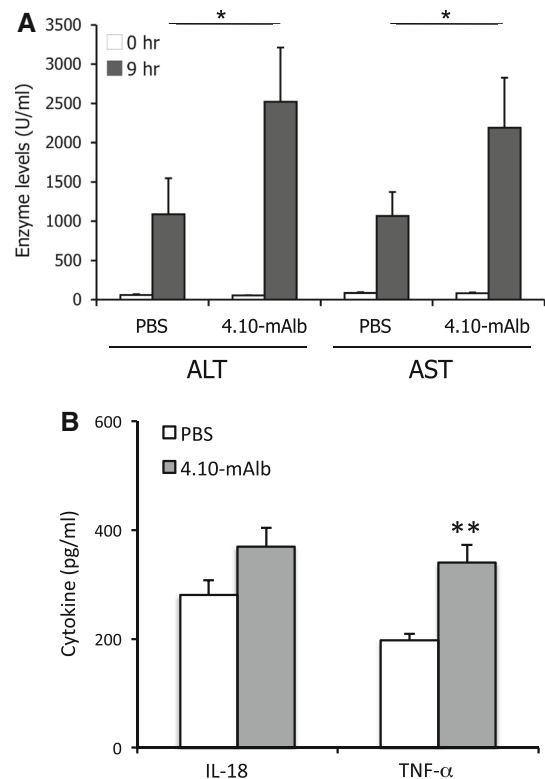 A
3500
3000
2500
2000
1500
1000
500
0
Enzyme levels (U/ml)
0 hr
9 hr
*
*
PBS
4.10-mAlb
PBS
4.10-mAlb
ALT
AST
B
600
400
200
0
Cytokine (pg/ml)
PBS
4.10-mAlb
**
IL-18
TNF-α